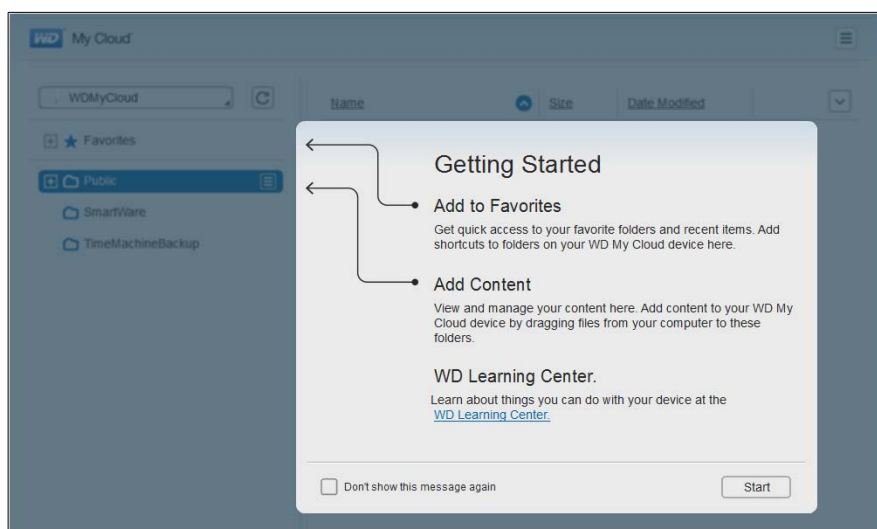 WD My Cloud
WDMyCloud
Name Size Date Modified
Favorites
Public
SmartWare
TimeMachineBackup
Getting Started
Add to Favorites
Get quick access to your favorite folders and recent items. Add
shortcuts to folders on your WD My Cloud device here.
Add Content
View and manage your content here. Add content to your WD My
Cloud device by dragging files from your computer to these
folders.
WD Learning Center.
Learn about things you can do with your device at the
WD Learning Center.
Don't show this message again
Start